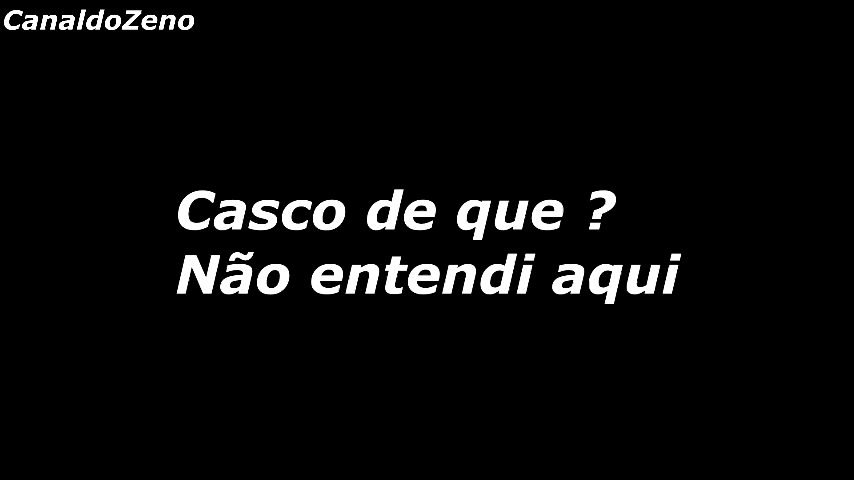 CanaldoZeno
Casco de que ?
Não entendi aqui